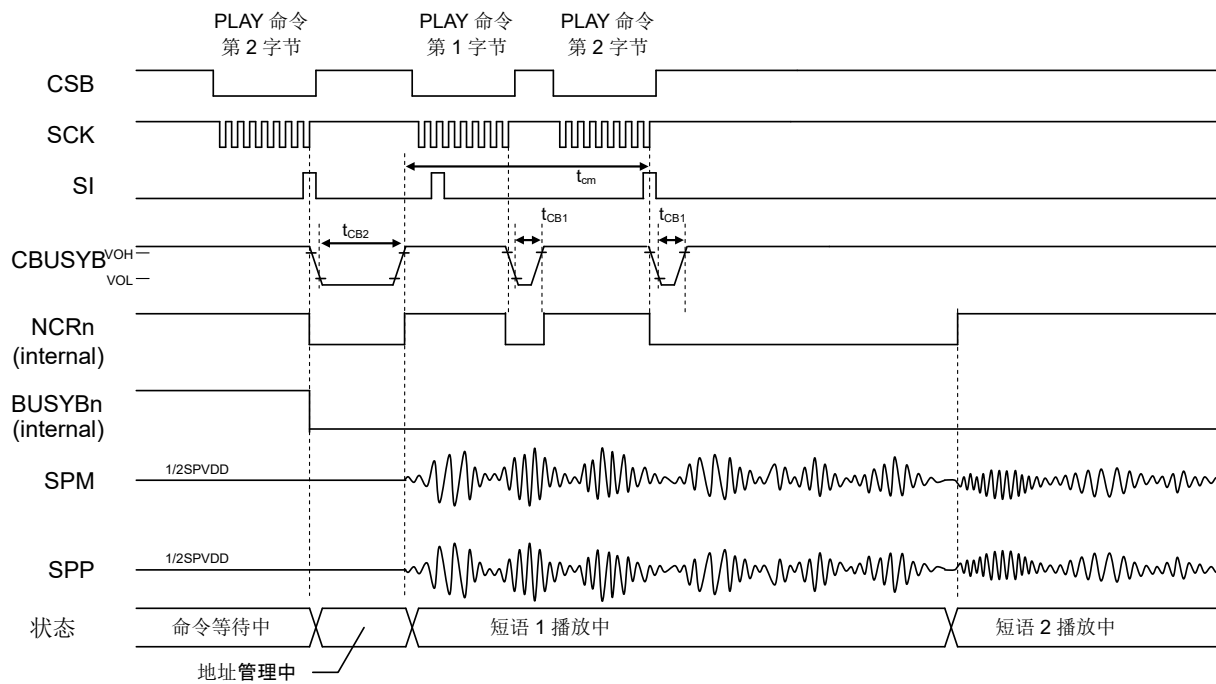 PLAY 命令 PLAY 命令 PLAY 命令
第 2 字节 第 1 字节 第 2 字节
CSB
SCK
SI
tcm
tCB2 tCB1 tCB1
CBUSYB VOH
VOL
NCRn
(internal)
BUSYBn
(internal)
SPM 1/2SPVDD
SPP 1/2SPVDD
状态 命令等待中 短语 1 播放中 短语 2 播放中
地址管理中